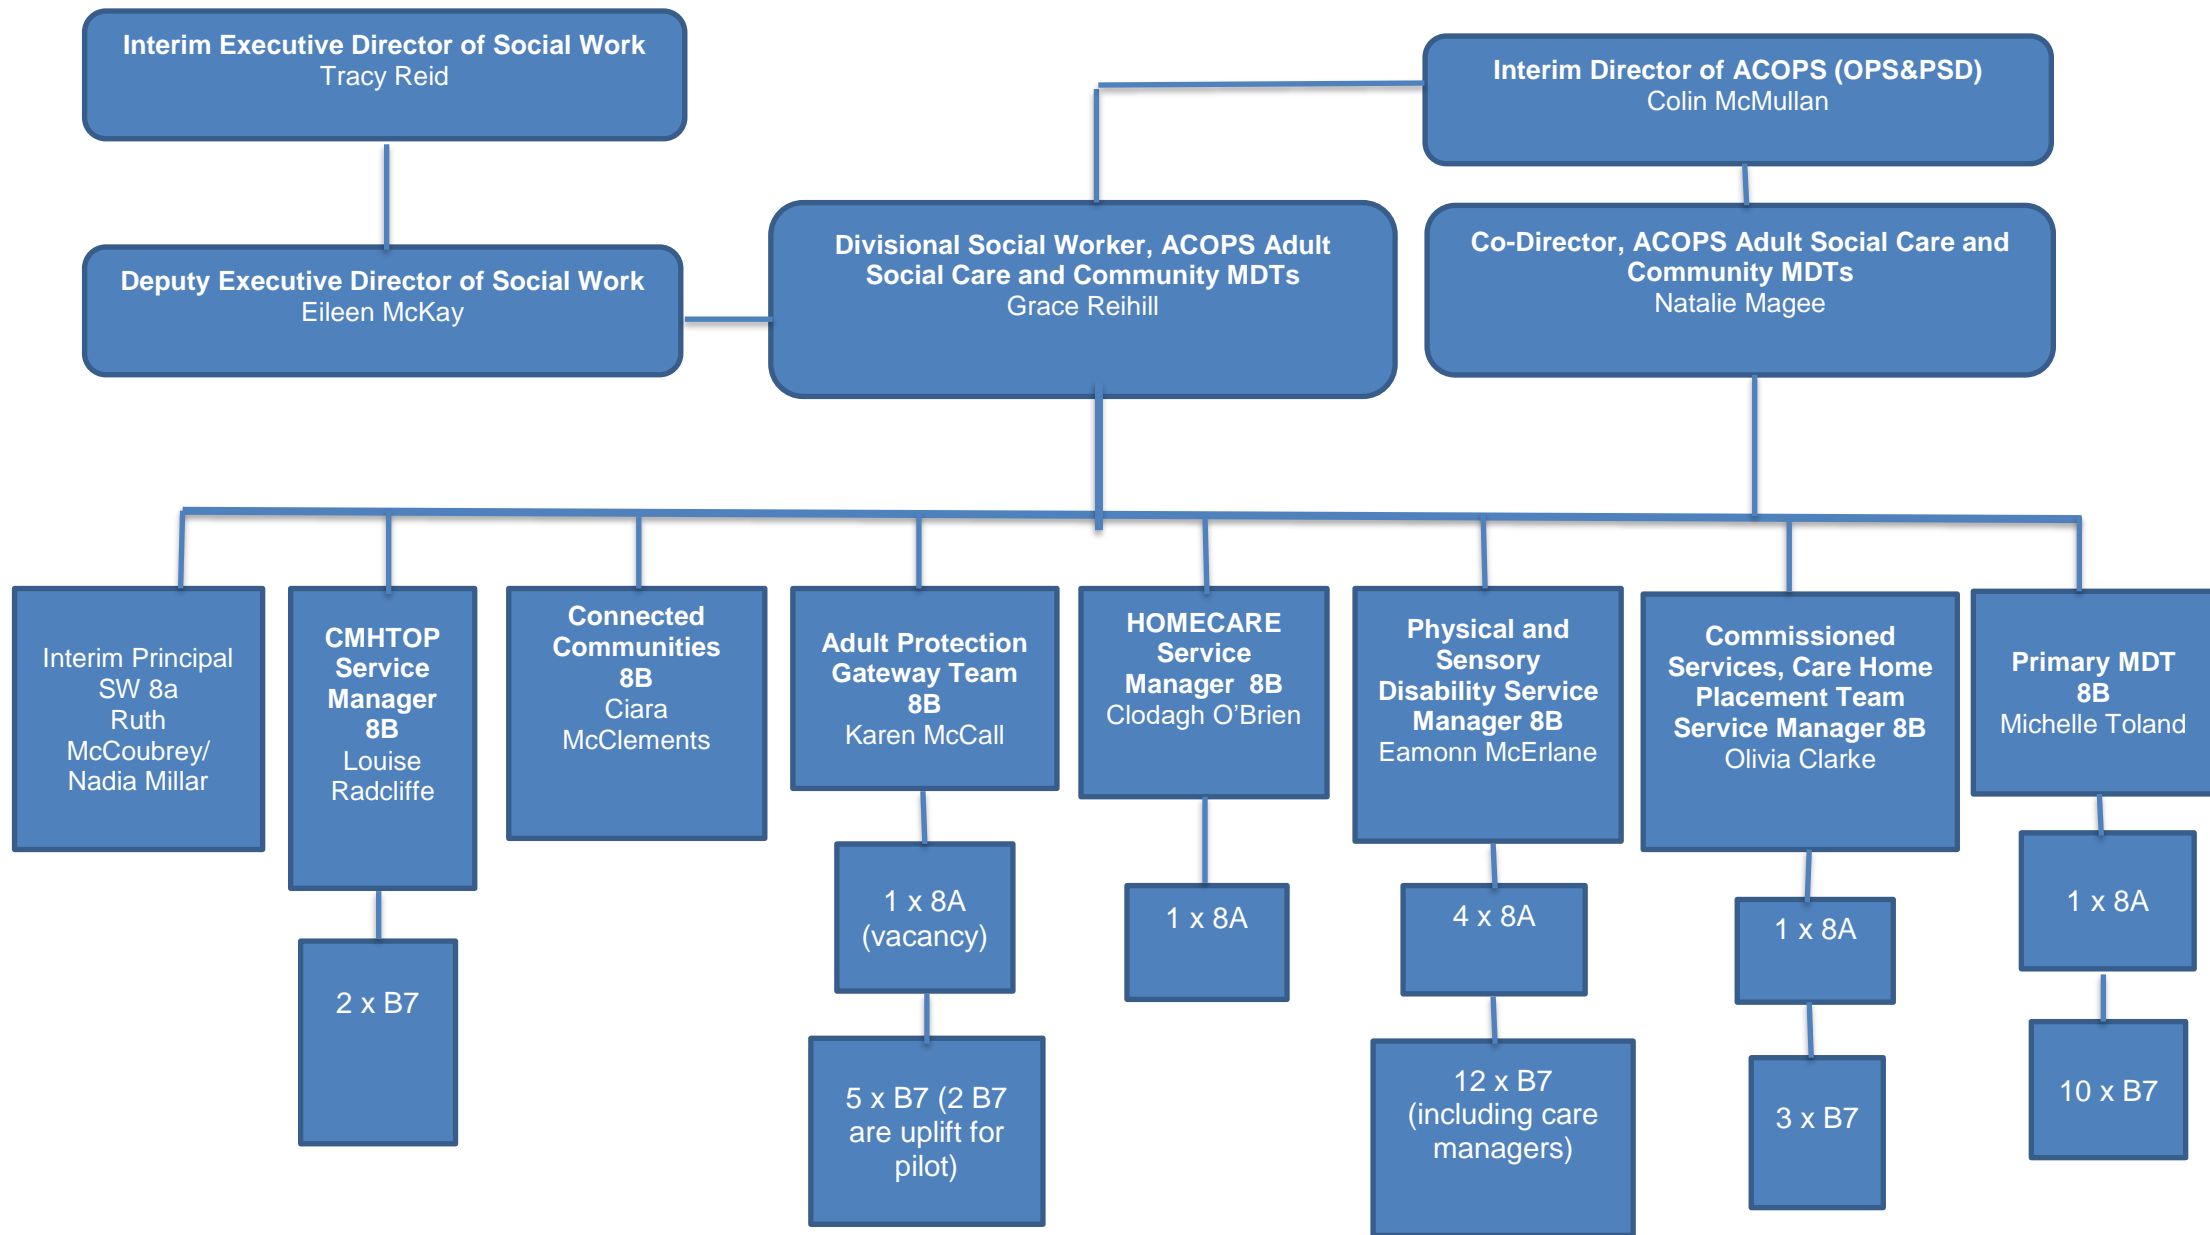 Interim Executive Director of Social Work
Tracy Reid
Interim Director of ACOPS (OPS&PSD)
Colin McMullan
Deputy Executive Director of Social Work
Eileen McKay
Divisional Social Worker, ACOPS Adult
Social Care and Community MDTs
Grace Reihill
Co-Director, ACOPS Adult Social Care and
Community MDTs
Natalie Magee
Interim Principal
SW 8a
Ruth
McCoubrey/
Nadia Millar
CMHTOP
Service
Manager
8B
Louise
Radcliffe
Connected
Communities
8B
Ciara
McClements
Adult Protection
Gateway Team
8B
Karen McCall
HOMECARE
Service
Manager  8B
Clodagh O’Brien
Physical and
Sensory
Disability Service
Manager 8B
Eamonn McErlane
Commissioned
Services, Care Home
Placement Team
Service Manager 8B
Olivia Clarke
Primary MDT
8B
Michelle Toland
2 x B7
1 x 8A
(vacancy)
5 x B7 (2 B7
are uplift for
pilot)
1 x 8A
4 x 8A
12 x B7
(including care
managers)
1 x 8A
3 x B7
1 x 8A
10 x B7